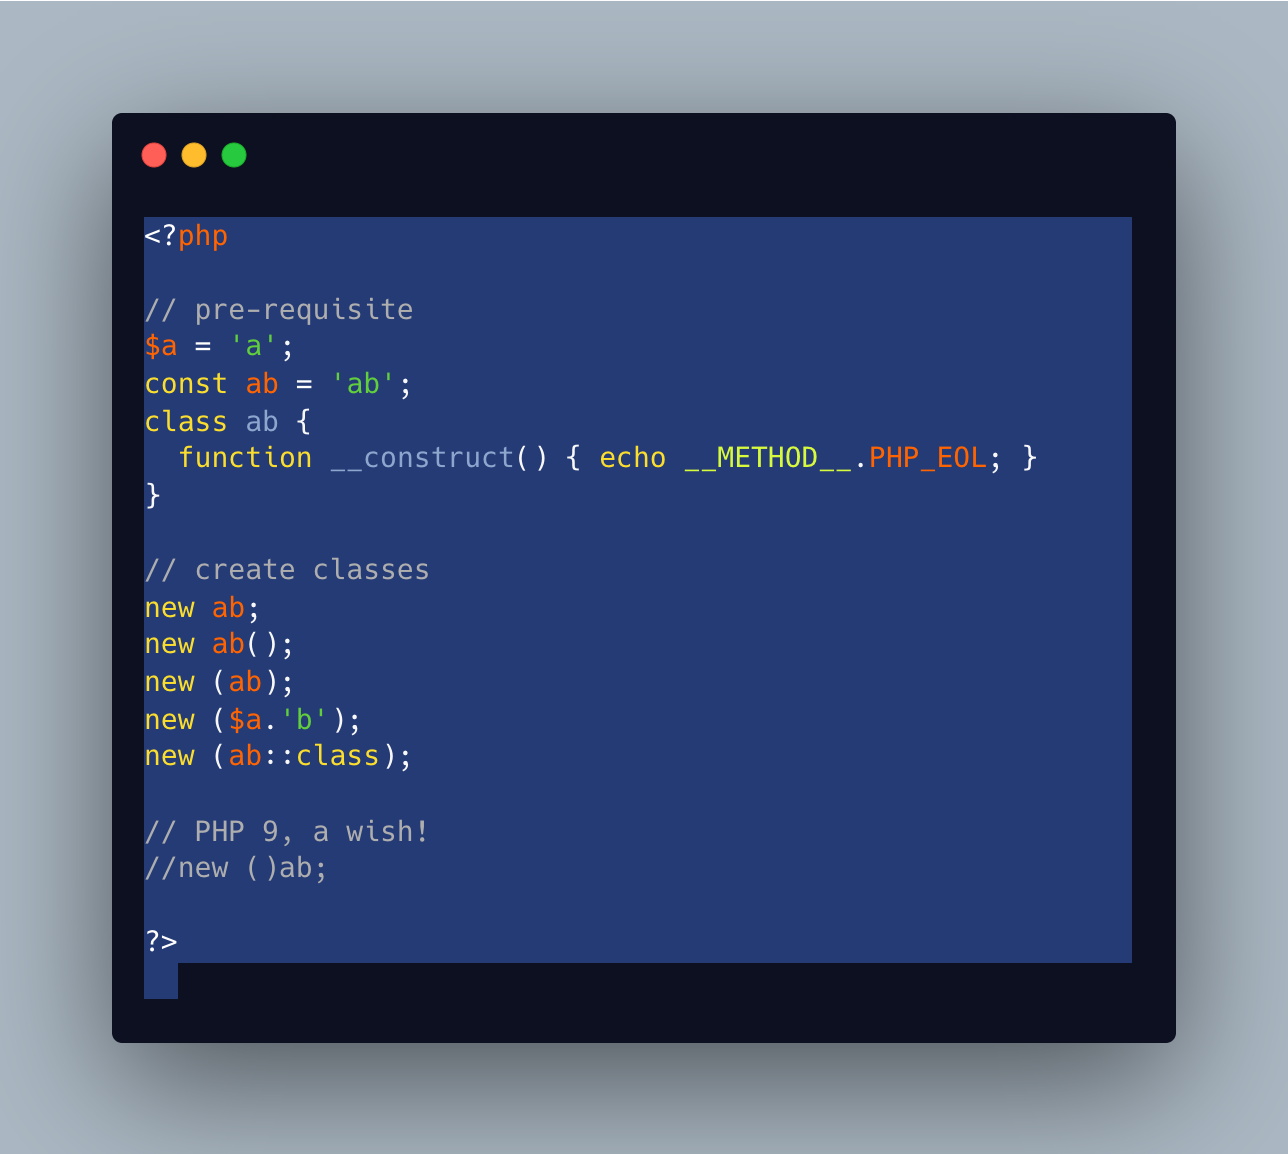 <?php

// pre-requisite
$a = 'a';
const ab = 'ab';
class ab {
  function __construct() { echo __METHOD__.PHP_EOL; }
}

// create classes
new ab;
new ab();
new (ab);
new ($a.'b');
new (ab::class);

// PHP 9, a wish!
//new ()ab;

?>